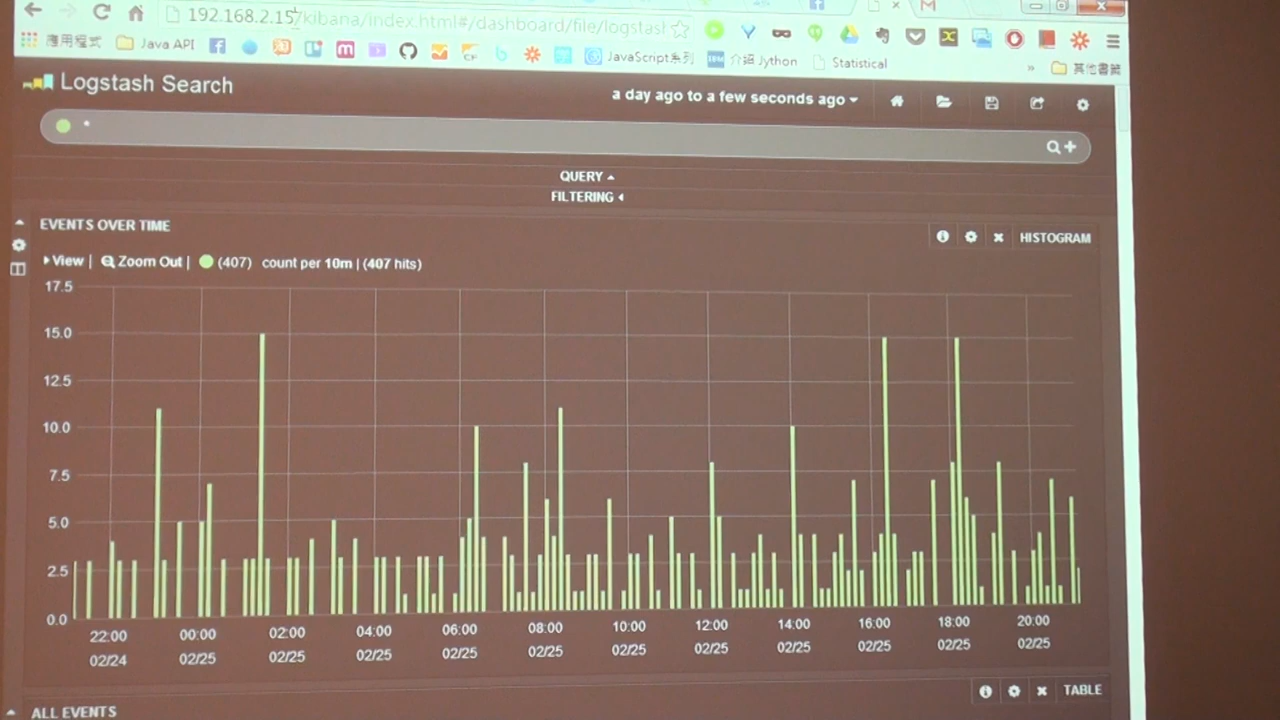 192.168.2.15/kibana/index.html#/dashboard/file/logstash
應用程式 Java API JavaScript系列 介紹 Jython Statistical 其他書籤
Logstash Search
a day ago to a few seconds ago
*
QUERY
FILTERING
EVENTS OVER TIME
HISTOGRAM
View | Zoom Out | (407) count per 10m | (407 hits)
17.5
15.0
12.5
10.0
7.5
5.0
2.5
0.0
22:00 00:00 02:00 04:00 06:00 08:00 10:00 12:00 14:00 16:00 18:00 20:00
02/24 02/25 02/25 02/25 02/25 02/25 02/25 02/25 02/25 02/25 02/25 02/25
TABLE
ALL EVENTS